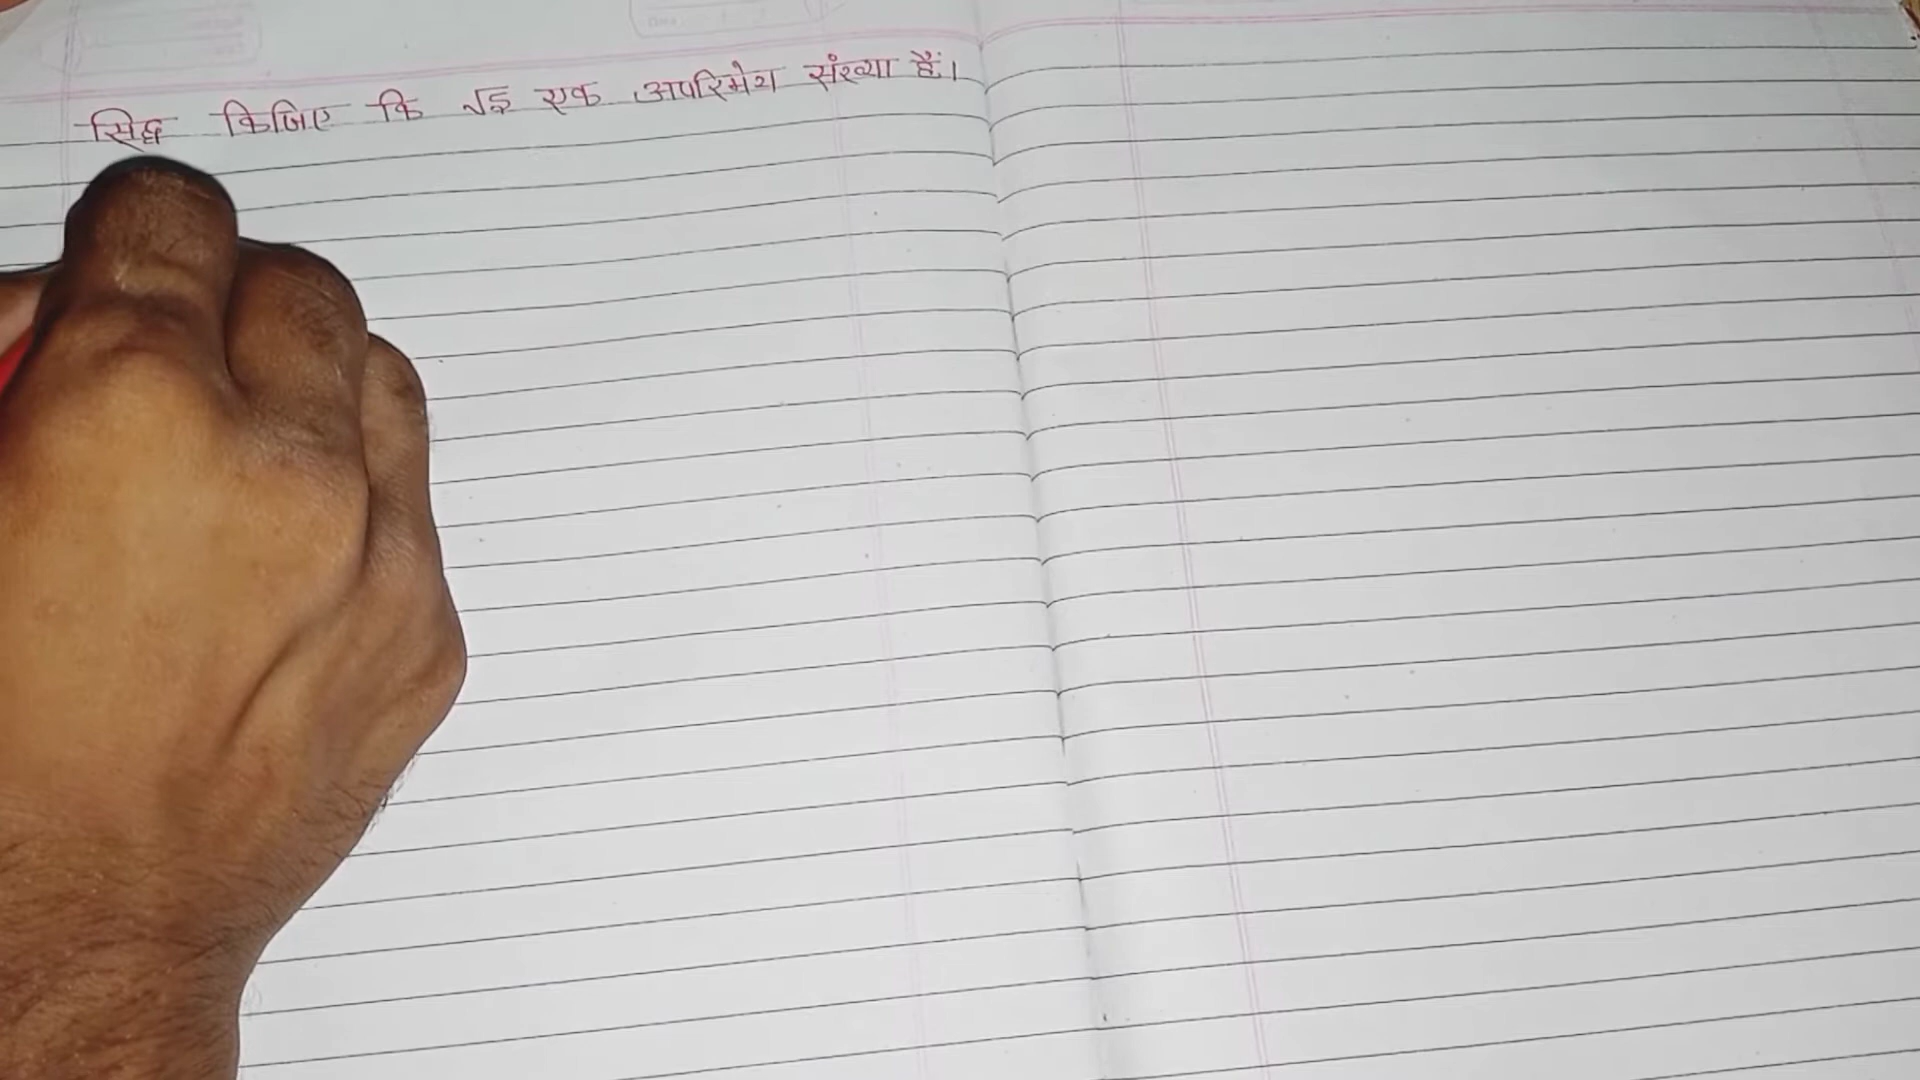 सिद्ध किजिए कि √3 एक अपरिमेय संख्या हैं।